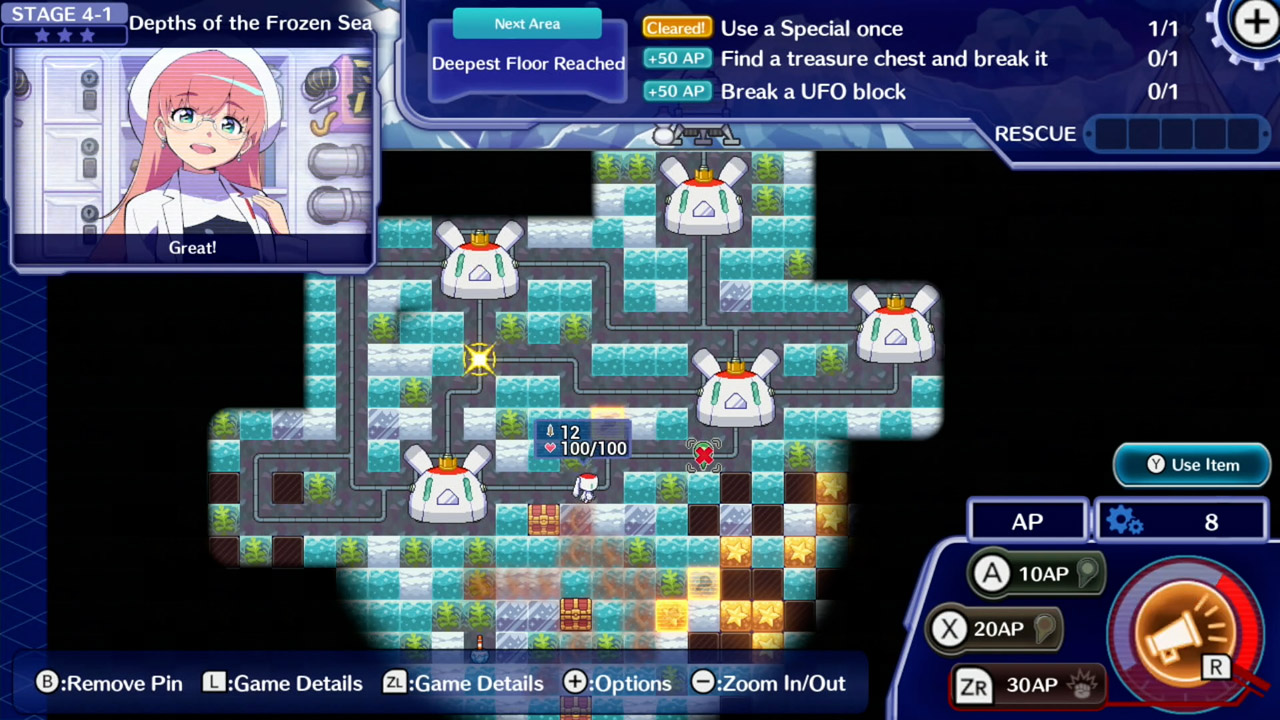 STAGE 4-1
Depths of the Frozen Sea
Great!
Next Area
Deepest Floor Reached
Cleared! Use a Special once 1/1
+50 AP Find a treasure chest and break it 0/1
+50 AP Break a UFO block 0/1
RESCUE
12
100/100
Y Use Item
AP 8
A 10AP
X 20AP
ZR 30AP
R
B:Remove Pin L:Game Details ZL:Game Details +:Options −:Zoom In/Out